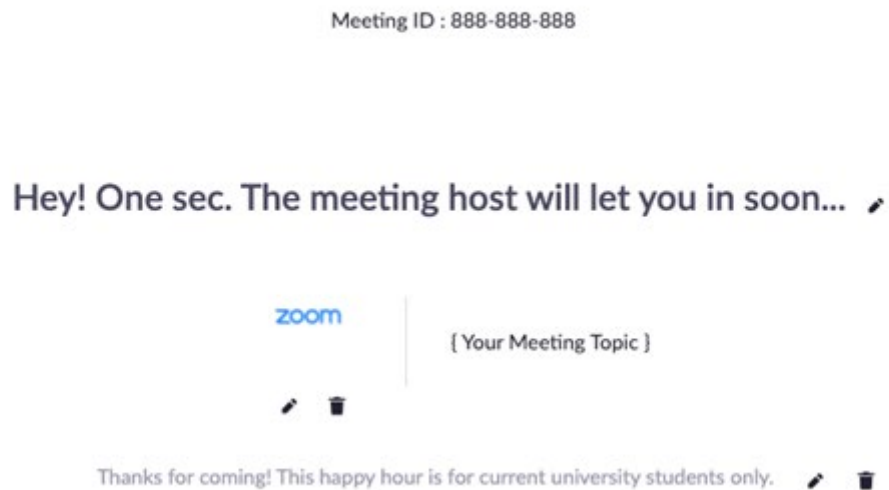 Meeting ID : 888-888-888
Hey! One sec. The meeting host will let you in soon...
zoom
{ Your Meeting Topic }
Thanks for coming! This happy hour is for current university students only.